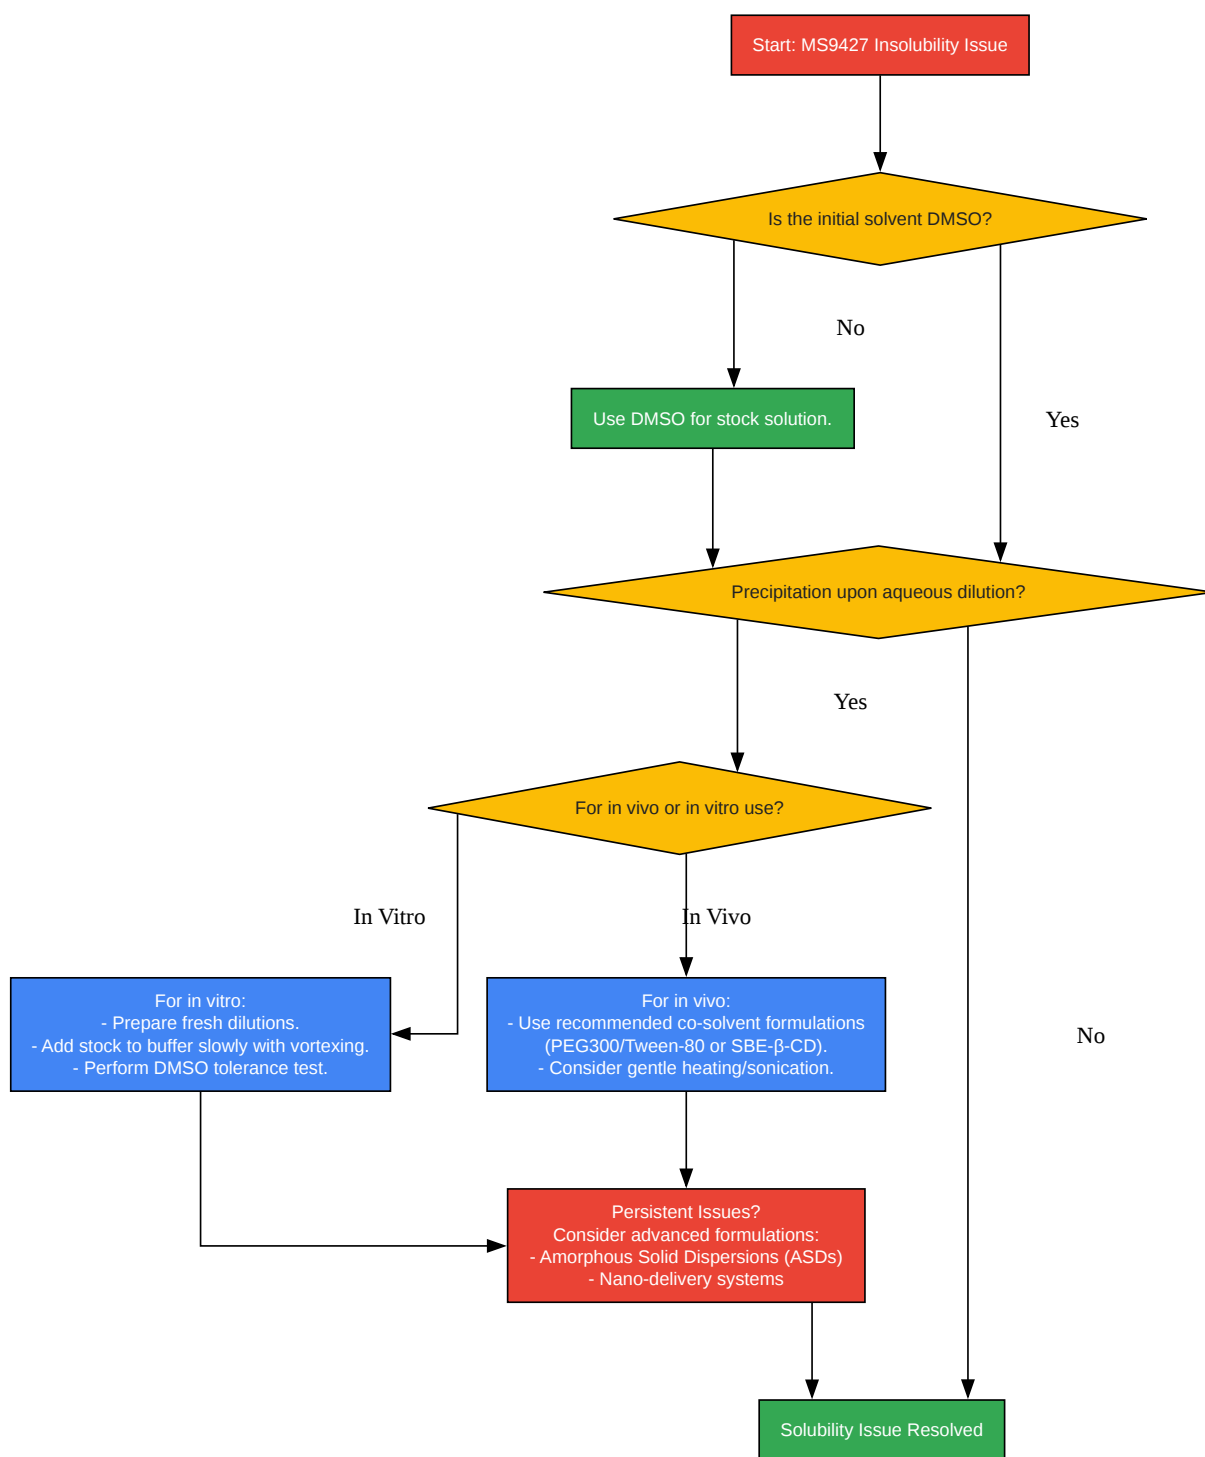 Start: MS9427 Insolubility Issue
Is the initial solvent DMSO?
No
Use DMSO for stock solution.
Yes
Precipitation upon aqueous dilution?
Yes
For in vivo or in vitro use?
In Vitro
In Vivo
For in vitro:
- Prepare fresh dilutions.
- Add stock to buffer slowly with vortexing.
- Perform DMSO tolerance test.
For in vivo:
- Use recommended co-solvent formulations
(PEG300/Tween-80 or SBE-β-CD).
- Consider gentle heating/sonication.
No
Persistent Issues?
Consider advanced formulations:
- Amorphous Solid Dispersions (ASDs)
- Nano-delivery systems
Solubility Issue Resolved